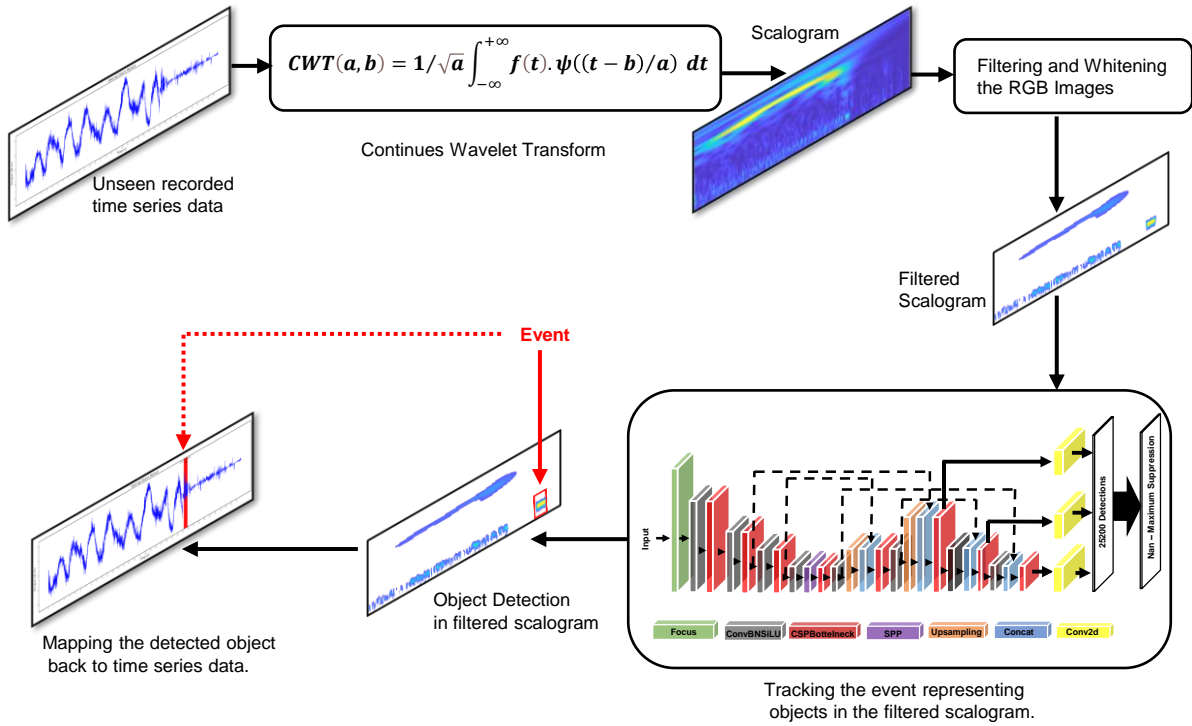 Unseen recorded
time series data
CWT(a, b) = 1/√a ∫_{-∞}^{+∞} f(t). ψ((t − b)/a) dt
Continues Wavelet Transform
Scalogram
Filtering and Whitening
the RGB Images
Filtered
Scalogram
Event
Input
25200 Detections
Nan – Maximum Suppression
Focus
ConvBNSiLU
CSPBottelneck
SPP
Upsampling
Concat
Conv2d
Tracking the event representing
objects in the filtered scalogram.
Object Detection
in filtered scalogram
Mapping the detected object
back to time series data.